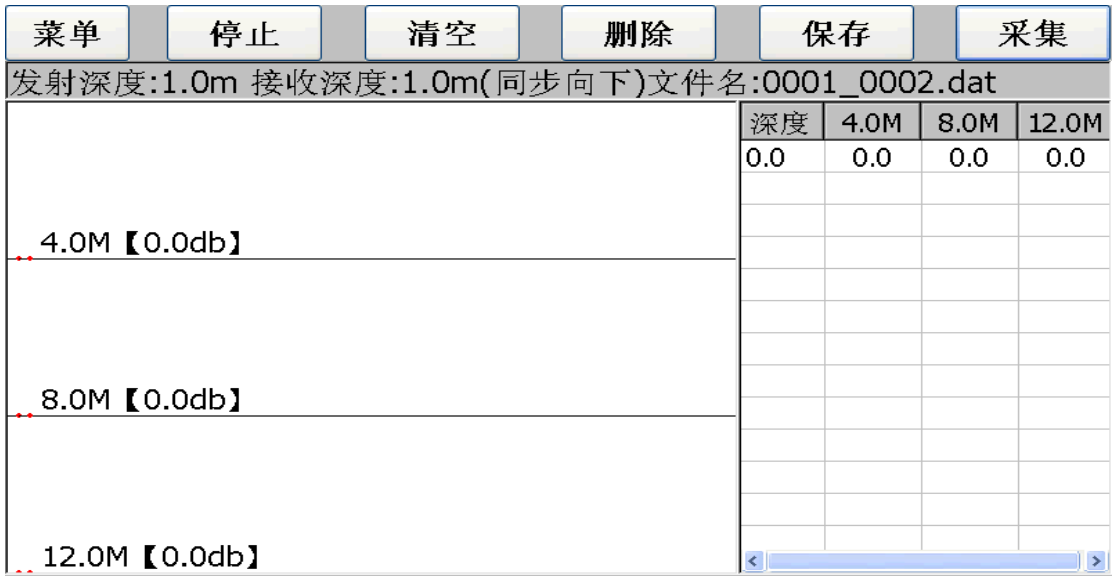 菜单 停止 清空 删除 保存 采集
发射深度:1.0m 接收深度:1.0m(同步向下)文件名:0001_0002.dat
深度 4.0M 8.0M 12.0M
0.0 0.0 0.0 0.0
4.0M【0.0db】
8.0M【0.0db】
12.0M【0.0db】